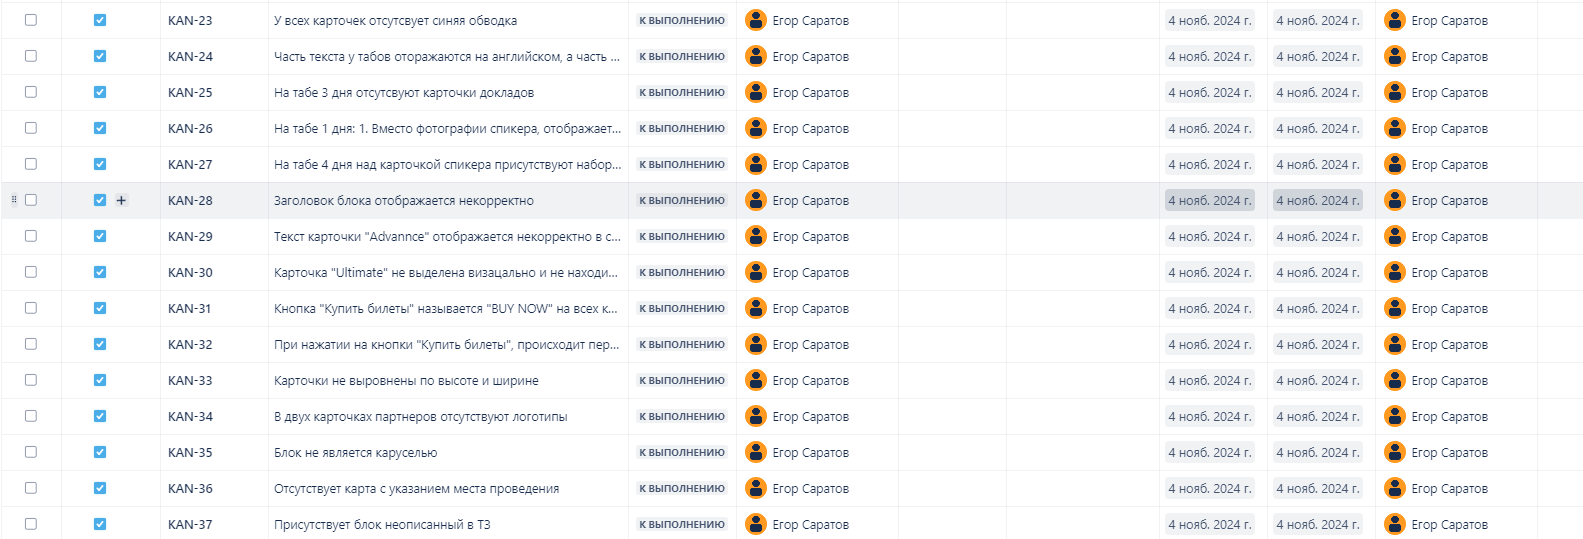 KAN-23 У всех карточек отсутсвует синяя обводка К ВЫПОЛНЕНИЮ Егор Саратов 4 нояб. 2024 г. 4 нояб. 2024 г. Егор Саратов
KAN-24 Часть текста у табов оторажаются на английском, а часть ... К ВЫПОЛНЕНИЮ Егор Саратов 4 нояб. 2024 г. 4 нояб. 2024 г. Егор Саратов
KAN-25 На табе 3 дня отсутсвуют карточки докладов К ВЫПОЛНЕНИЮ Егор Саратов 4 нояб. 2024 г. 4 нояб. 2024 г. Егор Саратов
KAN-26 На табе 1 дня: 1. Вместо фотографии спикера, отображает... К ВЫПОЛНЕНИЮ Егор Саратов 4 нояб. 2024 г. 4 нояб. 2024 г. Егор Саратов
KAN-27 На табе 4 дня над карточкой спикера присутствуют набор... К ВЫПОЛНЕНИЮ Егор Саратов 4 нояб. 2024 г. 4 нояб. 2024 г. Егор Саратов
KAN-28 Заголовок блока отображается некорректно К ВЫПОЛНЕНИЮ Егор Саратов 4 нояб. 2024 г. 4 нояб. 2024 г. Егор Саратов
KAN-29 Текст карточки "Advannce" отображается некорректно в с... К ВЫПОЛНЕНИЮ Егор Саратов 4 нояб. 2024 г. 4 нояб. 2024 г. Егор Саратов
KAN-30 Карточка "Ultimate" не выделена визацально и не находи... К ВЫПОЛНЕНИЮ Егор Саратов 4 нояб. 2024 г. 4 нояб. 2024 г. Егор Саратов
KAN-31 Кнопка "Купить билеты" называется "BUY NOW" на всех к... К ВЫПОЛНЕНИЮ Егор Саратов 4 нояб. 2024 г. 4 нояб. 2024 г. Егор Саратов
KAN-32 При нажатии на кнопки "Купить билеты", происходит пер... К ВЫПОЛНЕНИЮ Егор Саратов 4 нояб. 2024 г. 4 нояб. 2024 г. Егор Саратов
KAN-33 Карточки не выровнены по высоте и ширине К ВЫПОЛНЕНИЮ Егор Саратов 4 нояб. 2024 г. 4 нояб. 2024 г. Егор Саратов
KAN-34 В двух карточках партнеров отсутствуют логотипы К ВЫПОЛНЕНИЮ Егор Саратов 4 нояб. 2024 г. 4 нояб. 2024 г. Егор Саратов
KAN-35 Блок не является каруселью К ВЫПОЛНЕНИЮ Егор Саратов 4 нояб. 2024 г. 4 нояб. 2024 г. Егор Саратов
KAN-36 Отсутствует карта с указанием места проведения К ВЫПОЛНЕНИЮ Егор Саратов 4 нояб. 2024 г. 4 нояб. 2024 г. Егор Саратов
KAN-37 Присутствует блок неописанный в ТЗ К ВЫПОЛНЕНИЮ Егор Саратов 4 нояб. 2024 г. 4 нояб. 2024 г. Егор Саратов